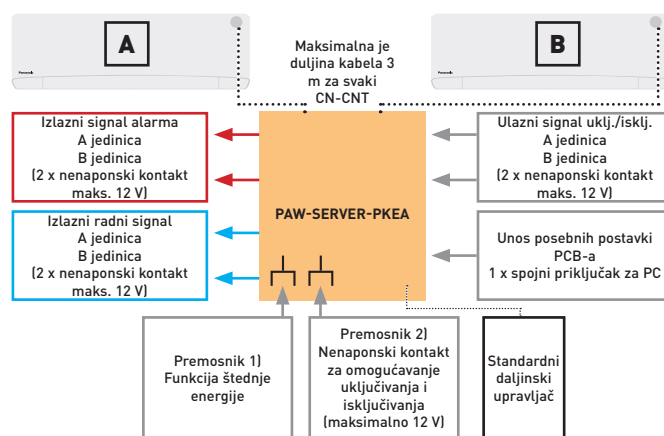 Panasonic
A
Panasonic
B
Maksimalna je
duljina kabela 3
m za svaki
CN-CNT
Izlazni signal alarma
A jedinica
B jedinica
(2 x nenaponski kontakt
maks. 12 V)
Izlazni radni signal
A jedinica
B jedinica
(2 x nenaponski kontakt
maks. 12 V)
PAW-SERVER-PKEA
Ulazni signal uklj./isklj.
A jedinica
B jedinica
(2 x nenaponski kontakt
maks. 12 V)
Unos posebnih postavki
PCB-a
1 x spojni priključak za PC
Premosnik 1)
Funkcija štednje
energije
Premosnik 2)
Nenaponski kontakt
za omogućavanje
uključivanja i
isključivanja
(maksimalno 12 V)
Standardni
daljinski
upravljač